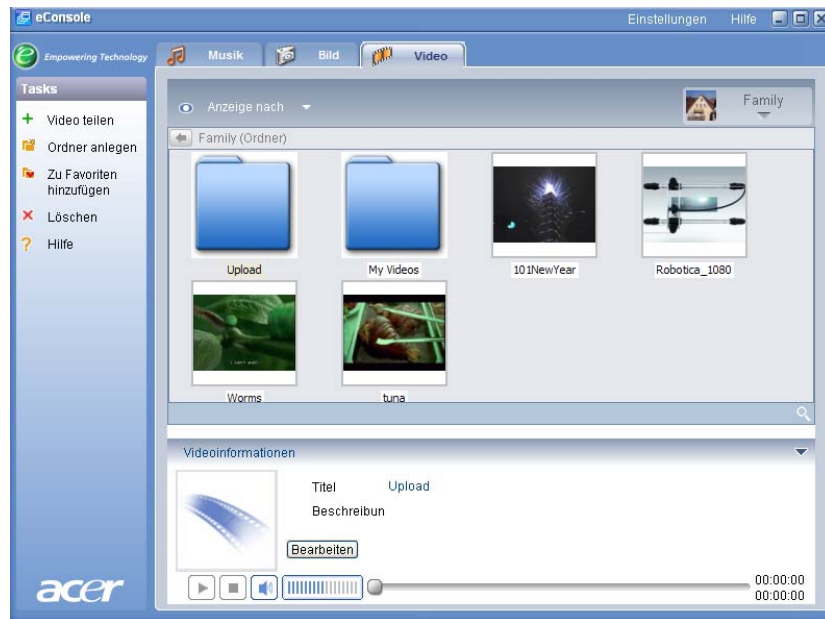 eConsole
Einstellungen Hilfe
Empowering Technology
Musik Bild Video
Tasks
Video teilen
Ordner anlegen
Zu Favoriten
hinzufügen
Löschen
Hilfe
Anzeige nach
Family
Family (Ordner)
Upload My Videos 101NewYear Robotica_1080
Worms tuna
Videoinformationen
Titel Upload
Beschreibun
Bearbeiten
00:00:00
00:00:00
acer